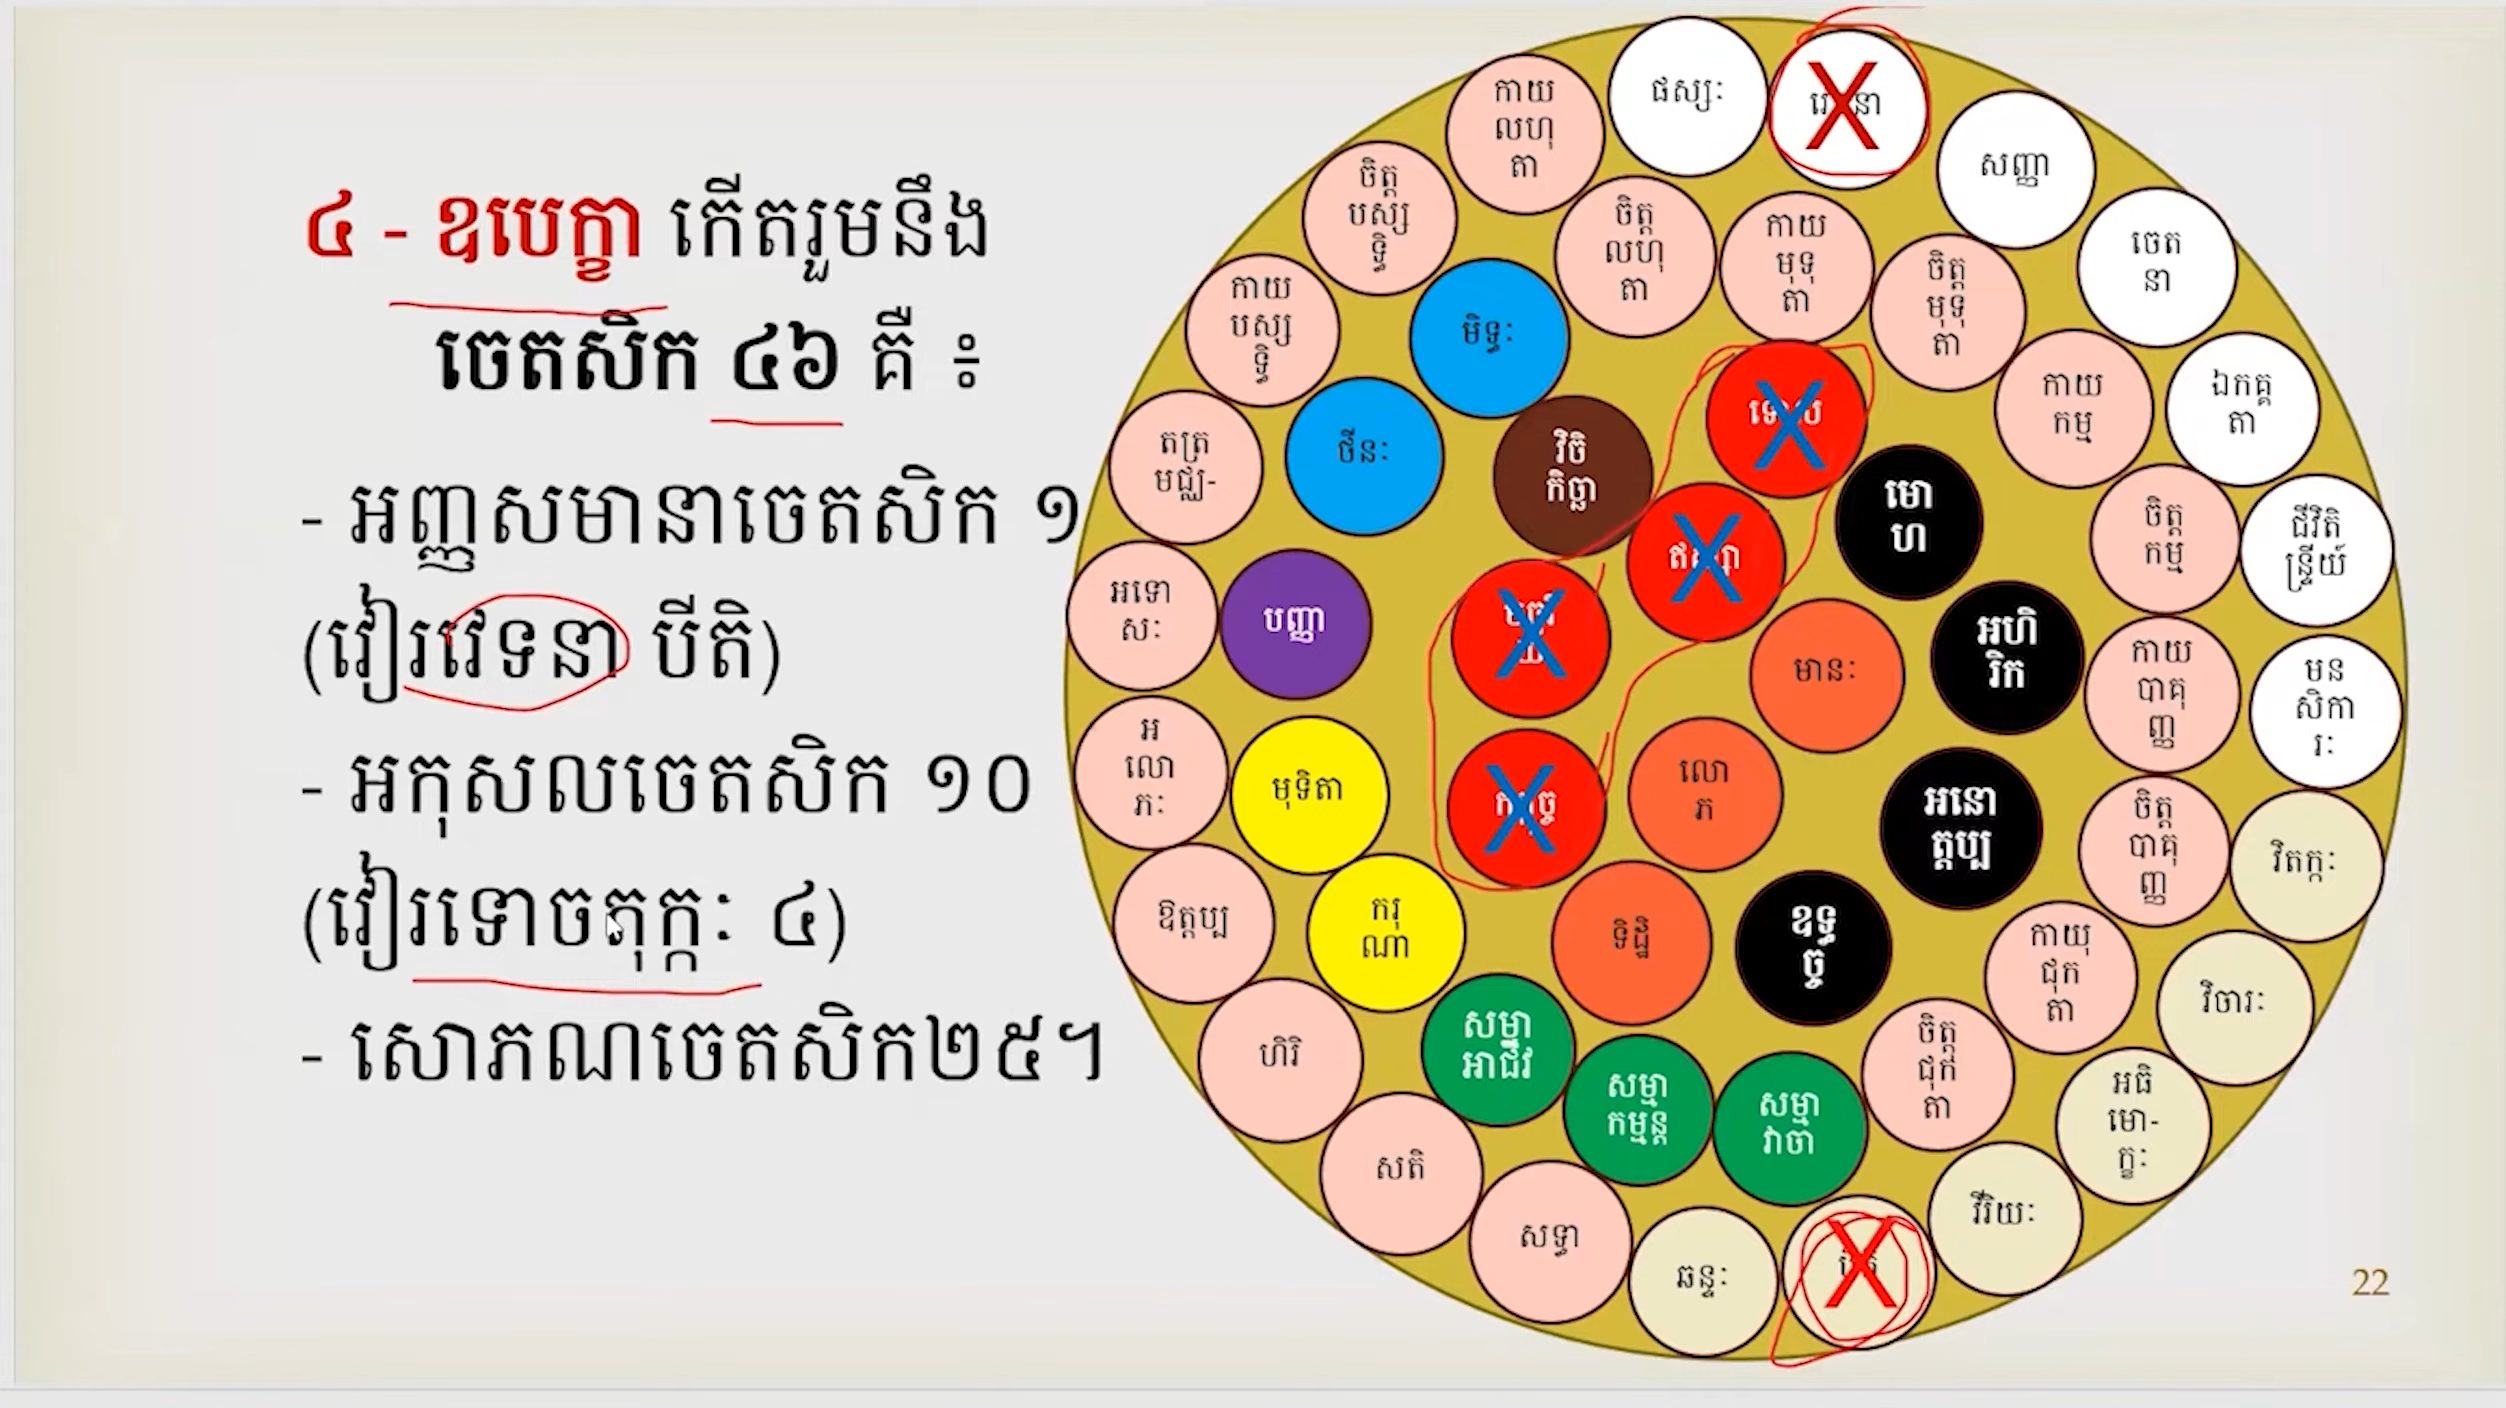 ៤ - ឧបេក្ខា កើតរួមនឹង
ចេតសិក ៤៦ គឺ ៖
- អញ្ញសមានាចេតសិក ១
(វៀរវេទនា បីតិ)
- អកុសលចេតសិក ១០
(វៀរទោចតុក្កៈ ៤)
- សោភណចេតសិក២៥។
ផស្សៈ
សញ្ញា
ចេត
នា
ឯកគ្គ
តា
ជីវិតិ
ន្ទ្រីយ៍
មន
សិកា
រៈ
វិតក្កៈ
វិចារៈ
អធិ
មោ-
ក្ខៈ
វីរិយៈ
ឆន្ទៈ
សទ្ធា
សតិ
ហិរិ
ឱត្តប្ប
អ
លោ
ភៈ
អទោ
សៈ
តត្រ
មជ្ឈ-
កាយ
បស្ស
ទ្ធិ
ចិត្ត
បស្ស
ទ្ធិ
កាយ
លហុ
តា
ចិត្ត
លហុ
តា
កាយ
មុទុ
តា
ចិត្ត
មុទុ
តា
កាយ
កម្ម
ចិត្ត
កម្ម
កាយ
បាគុ
ញ្ញ
ចិត្ត
បាគុ
ញ្ញ
កាយុ
ជុក
តា
ចិត្ត
ជុក
តា
សម្មា
វាចា
សម្មា
កម្មន្ត
សម្មា
អាជីវ
ករុ
ណា
មុទិតា
បញ្ញា
ថីនៈ
មិទ្ធៈ
វិចិ
កិច្ឆា
មោ
ហ
អហិ
រិក
អនោ
ត្តប្ប
ឧទ្ធ
ច្ច
ទិដ្ឋិ
លោ
ភ
មានៈ
22